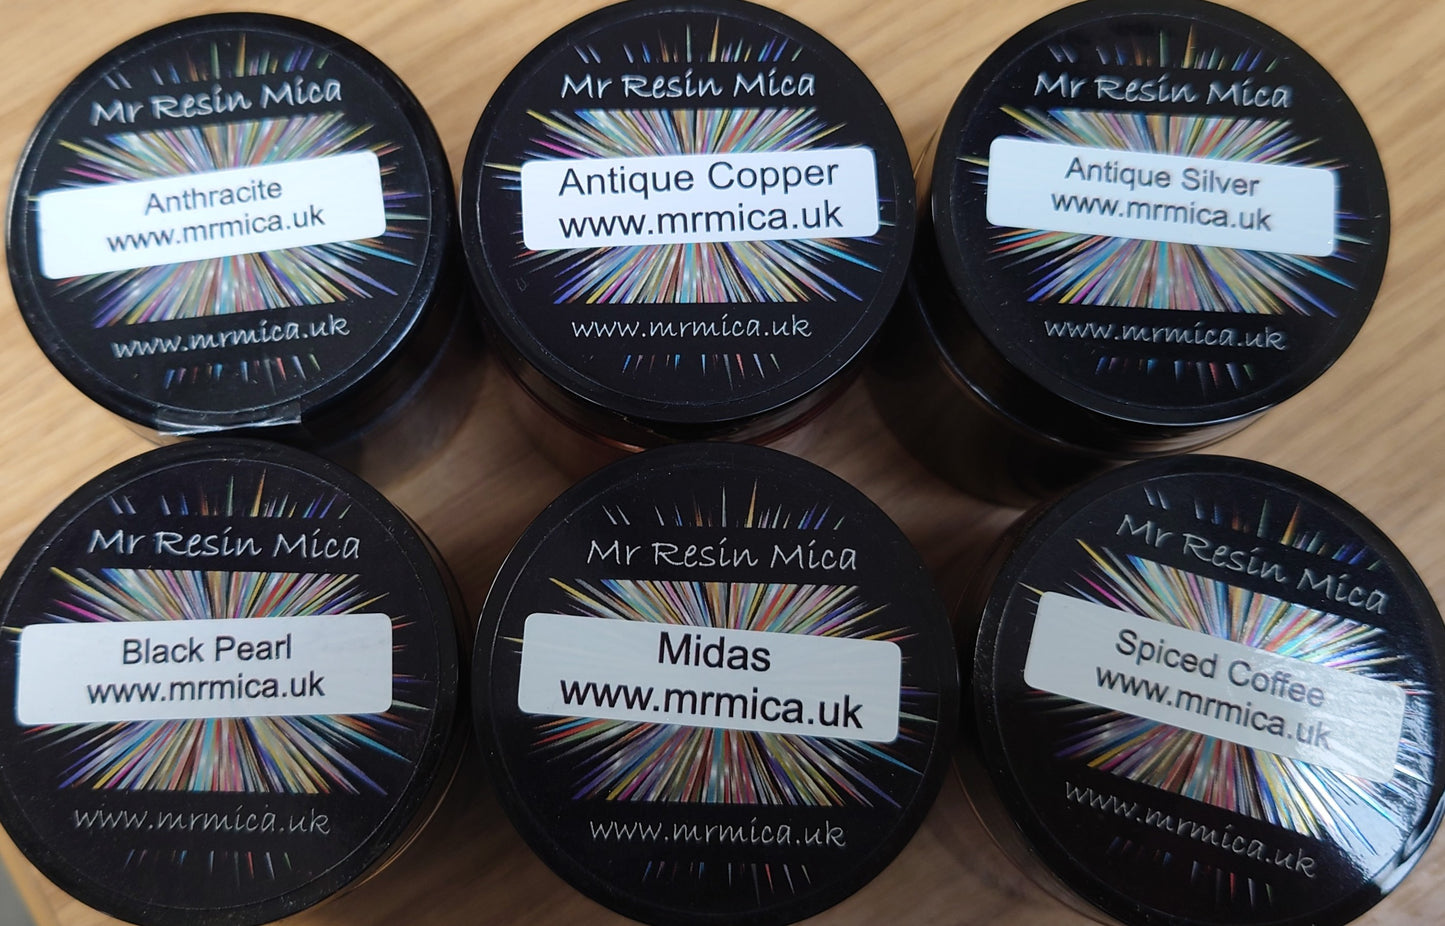 Mr Resin Mica
Anthracite
www.mrmica.uk
www.mrmica.uk
Mr Resin Mica
Antique Copper
www.mrmica.uk
www.mrmica.uk
Mr Resin Mica
Antique Silver
www.mrmica.uk
www.mrmica.uk
Mr Resin Mica
Black Pearl
www.mrmica.uk
www.mrmica.uk
Mr Resin Mica
Midas
www.mrmica.uk
www.mrmica.uk
Mr Resin Mica
Spiced Coffee
www.mrmica.uk
www.mrmica.uk